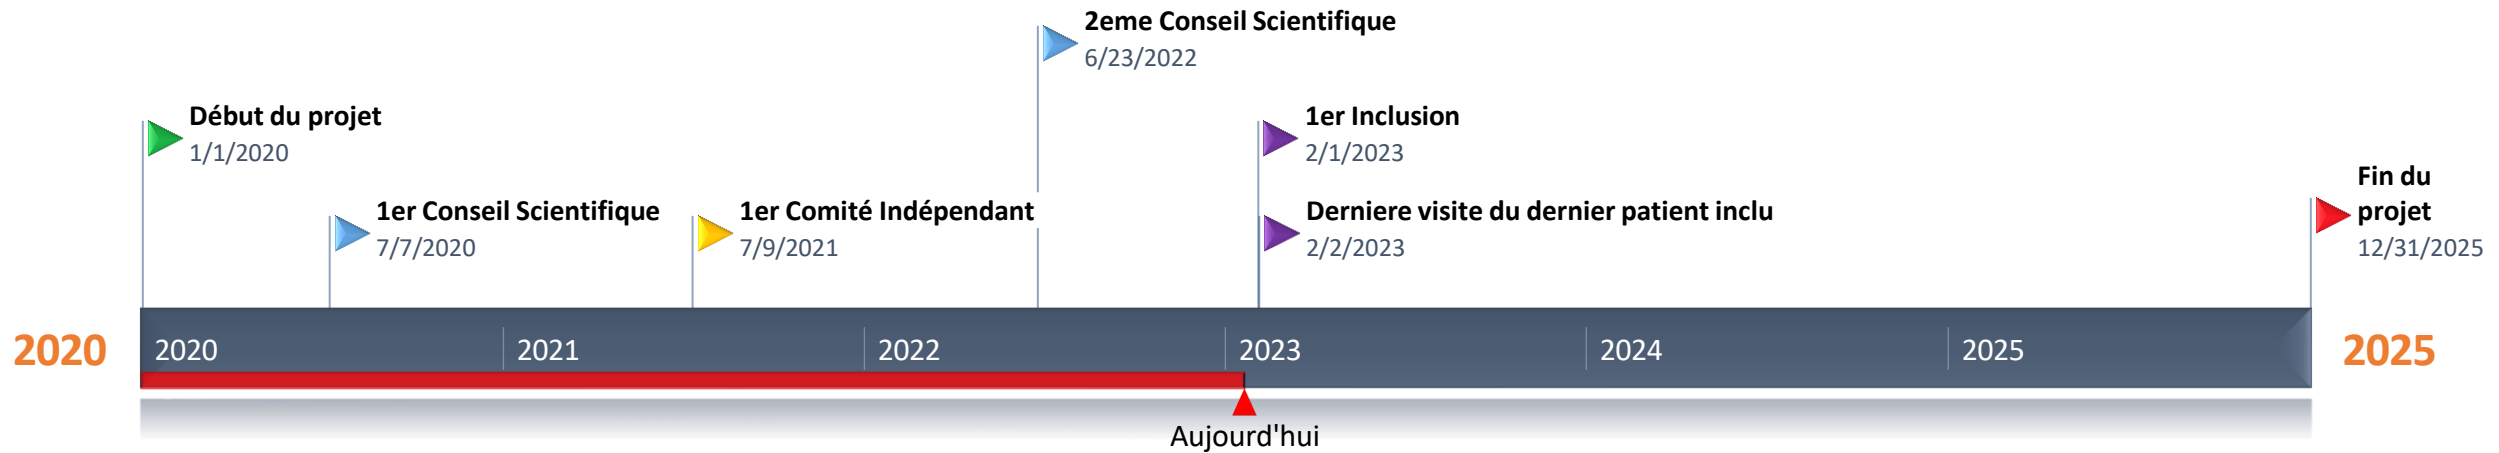 2eme Conseil Scientifique
6/23/2022
Début du projet
1/1/2020
1er Inclusion
2/1/2023
1er Conseil Scientifique
7/7/2020
1er Comité Indépendant
7/9/2021
Derniere visite du dernier patient inclu
2/2/2023
Fin du
projet
12/31/2025
2020
2020
2021
2022
2023
2024
2025
2025
Aujourd'hui